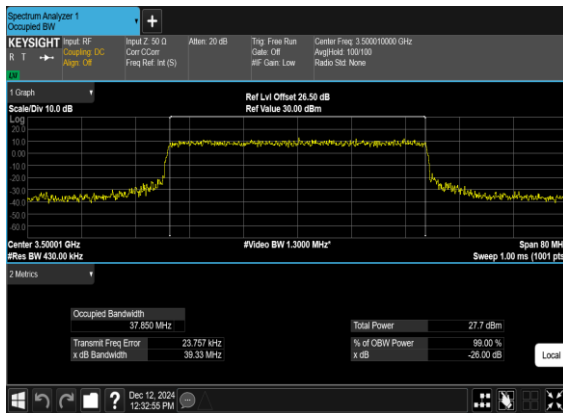 Spectrum Analyzer 1
Occupied BW
KEYSIGHT Input: RF Input Z: 50 Ω Atten: 20 dB Trig: Free Run Center Freq: 3.500010000 GHz
R T Coupling: DC Corr CCorr Gate: Off Avg|Hold: 100/100
Align: Off Freq Ref: Int (S) #IF Gain: Low Radio Std: None
LXI
1 Graph Ref Lvl Offset 26.50 dB
Scale/Div 10.0 dB Ref Value 30.00 dBm
Log
20.0
10.0
0.00
-10.0
-20.0
-30.0
-40.0
-50.0
-60.0
Center 3.50001 GHz #Video BW 1.3000 MHz* Span 80 MH
#Res BW 430.00 kHz Sweep 1.00 ms (1001 pts
2 Metrics
Occupied Bandwidth
37.850 MHz Total Power 27.7 dBm
Transmit Freq Error 23.757 kHz % of OBW Power 99.00 %
x dB Bandwidth 39.33 MHz x dB -26.00 dB
Local
? Dec 12, 2024
12:32:55 PM